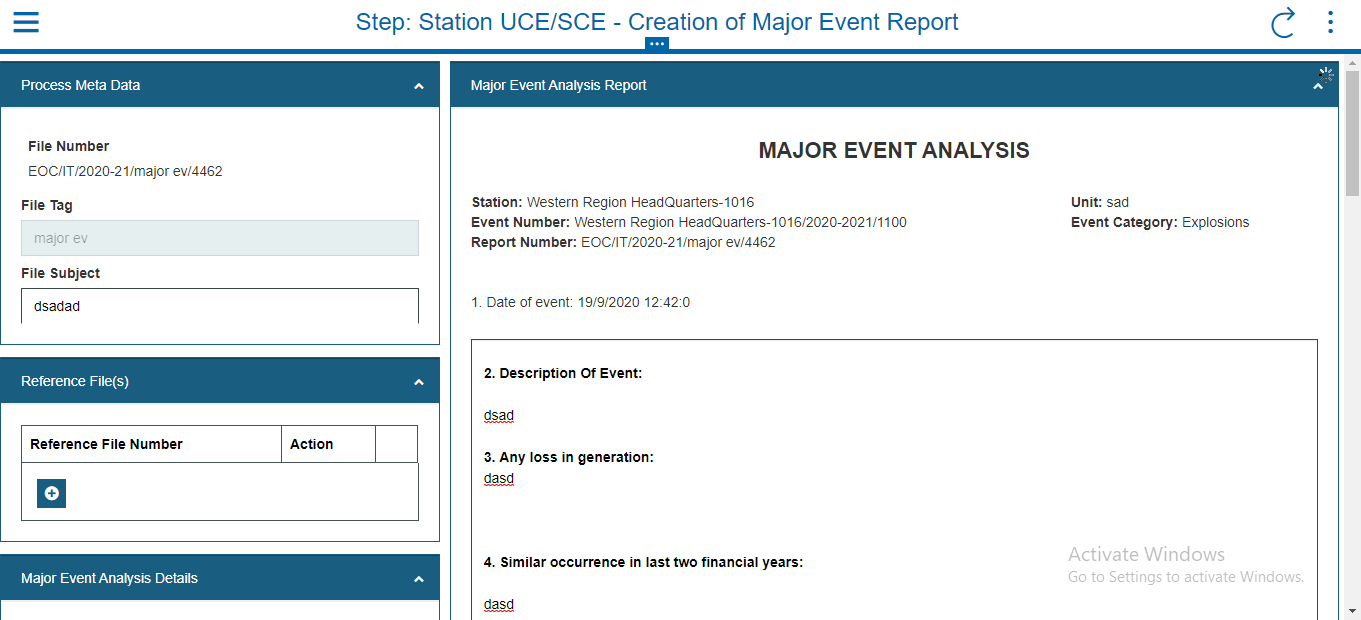 Step: Station UCE/SCE - Creation of Major Event Report
Process Meta Data
File Number
EOC/IT/2020-21/major ev/4462
File Tag
major ev
File Subject
dsadad
Reference File(s)
Reference File Number Action
Major Event Analysis Details
Major Event Analysis Report
MAJOR EVENT ANALYSIS
Station: Western Region HeadQuarters-1016 Unit: sad
Event Number: Western Region HeadQuarters-1016/2020-2021/1100 Event Category: Explosions
Report Number: EOC/IT/2020-21/major ev/4462
1. Date of event: 19/9/2020 12:42:0
2. Description Of Event:
dsad
3. Any loss in generation:
dasd
4. Similar occurrence in last two financial years:
dasd
Activate Windows
Go to Settings to activate Windows.